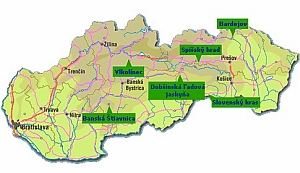 Bardejov
Žilina
Spišský hrad
Prešov
Trenčín
Vlkolínec
Košice
Banská
Bystrica
Dobšinská ľadová
jaskyňa
Slovenský kras
Trnava
Nitra
Banská Štiavnica
Bratislava